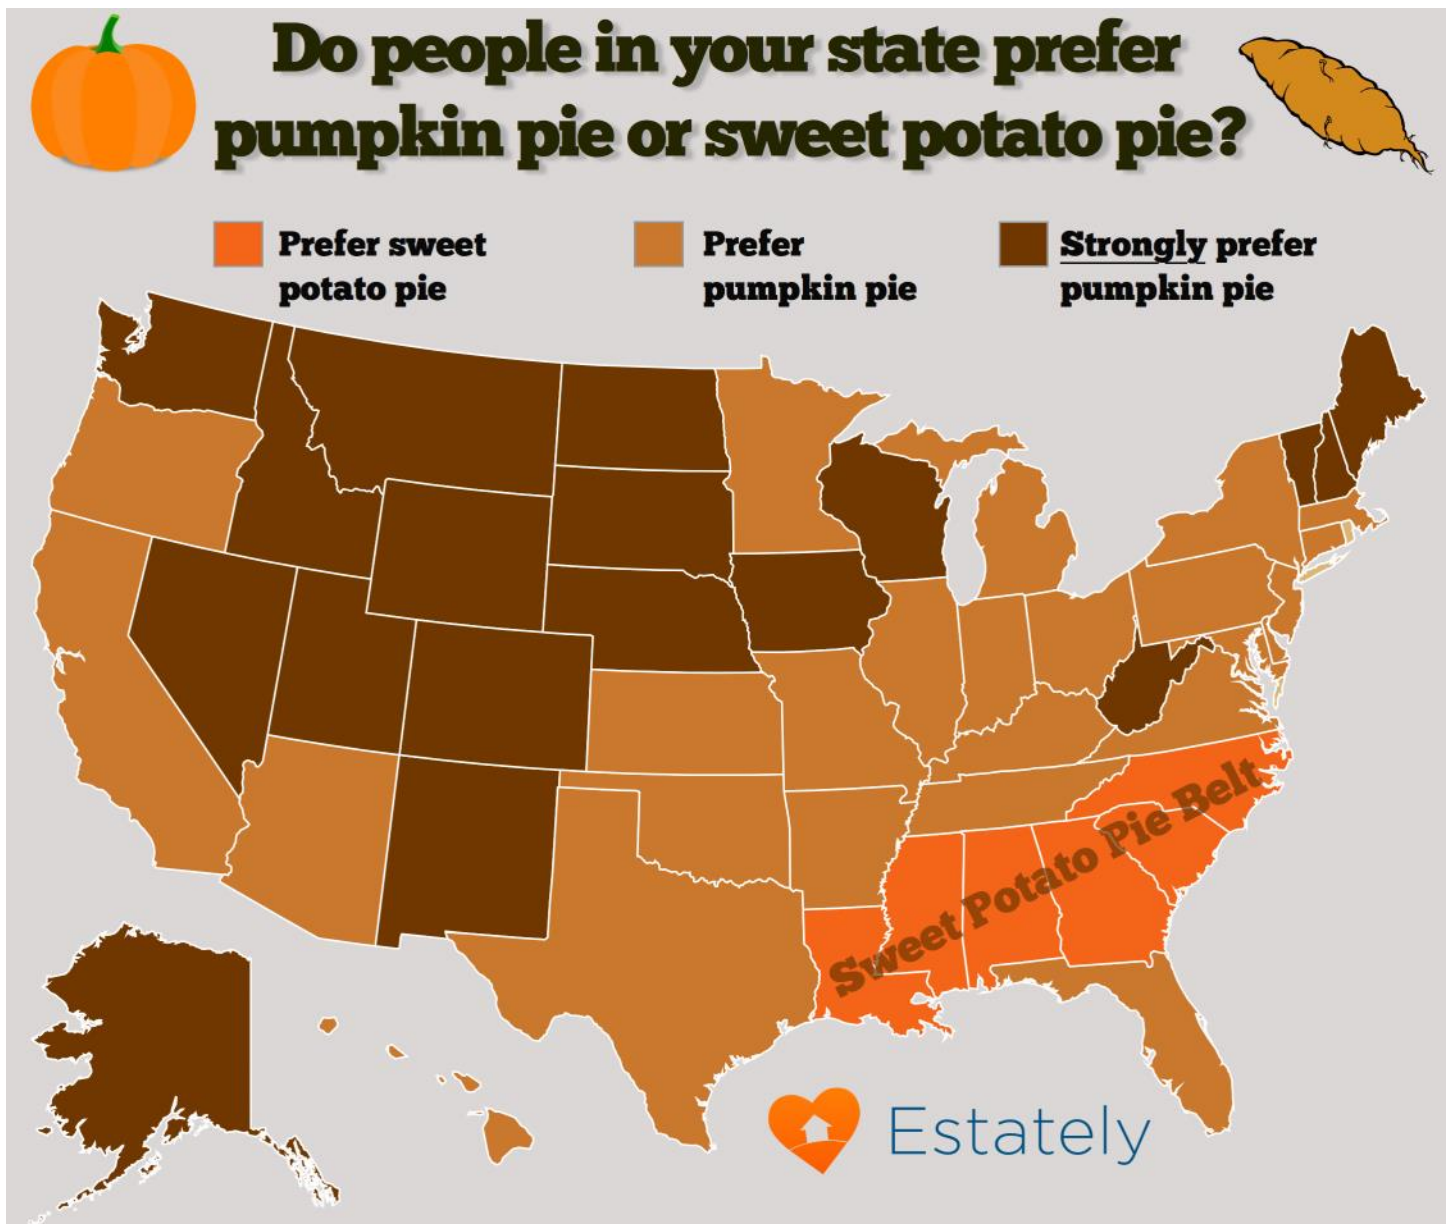 Do people in your state prefer
pumpkin pie or sweet potato pie?
Prefer sweet
potato pie
Prefer
pumpkin pie
Strongly prefer
pumpkin pie
Sweet Potato Pie Belt
Estately